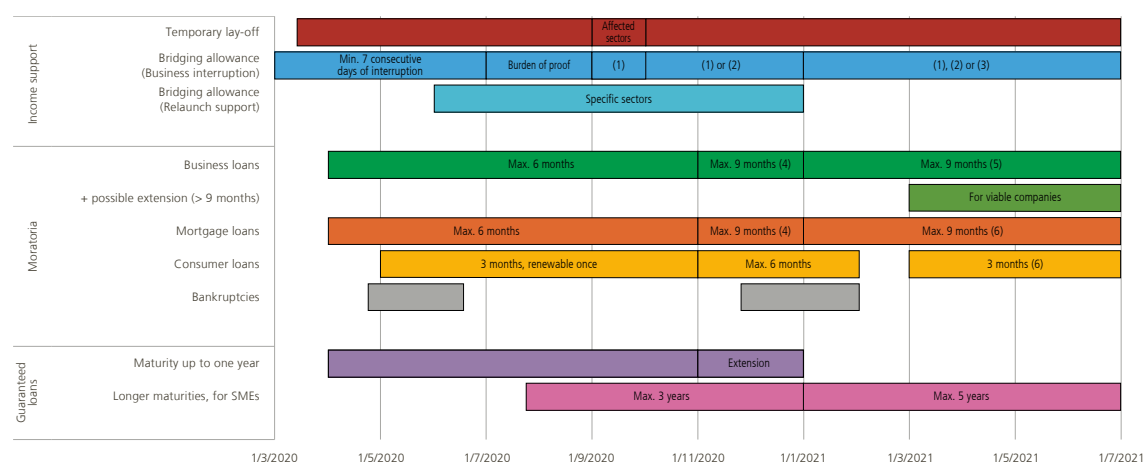 Income support
Temporary lay-off
Affected
sectors
Bridging allowance
(Business interruption)
Min. 7 consecutive
days of interruption
Burden of proof
(1)
(1) or (2)
(1), (2) or (3)
Bridging allowance
(Relaunch support)
Specific sectors
Moratoria
Business loans
Max. 6 months
Max. 9 months (4)
Max. 9 months (5)
+ possible extension (> 9 months)
For viable companies
Mortgage loans
Max. 6 months
Max. 9 months (4)
Max. 9 months (6)
Consumer loans
3 months, renewable once
Max. 6 months
3 months (6)
Bankruptcies
Guaranteed
loans
Maturity up to one year
Extension
Longer maturities, for SMEs
Max. 3 years
Max. 5 years
1/3/2020
1/5/2020
1/7/2020
1/9/2020
1/11/2020
1/1/2021
1/3/2021
1/5/2021
1/7/2021